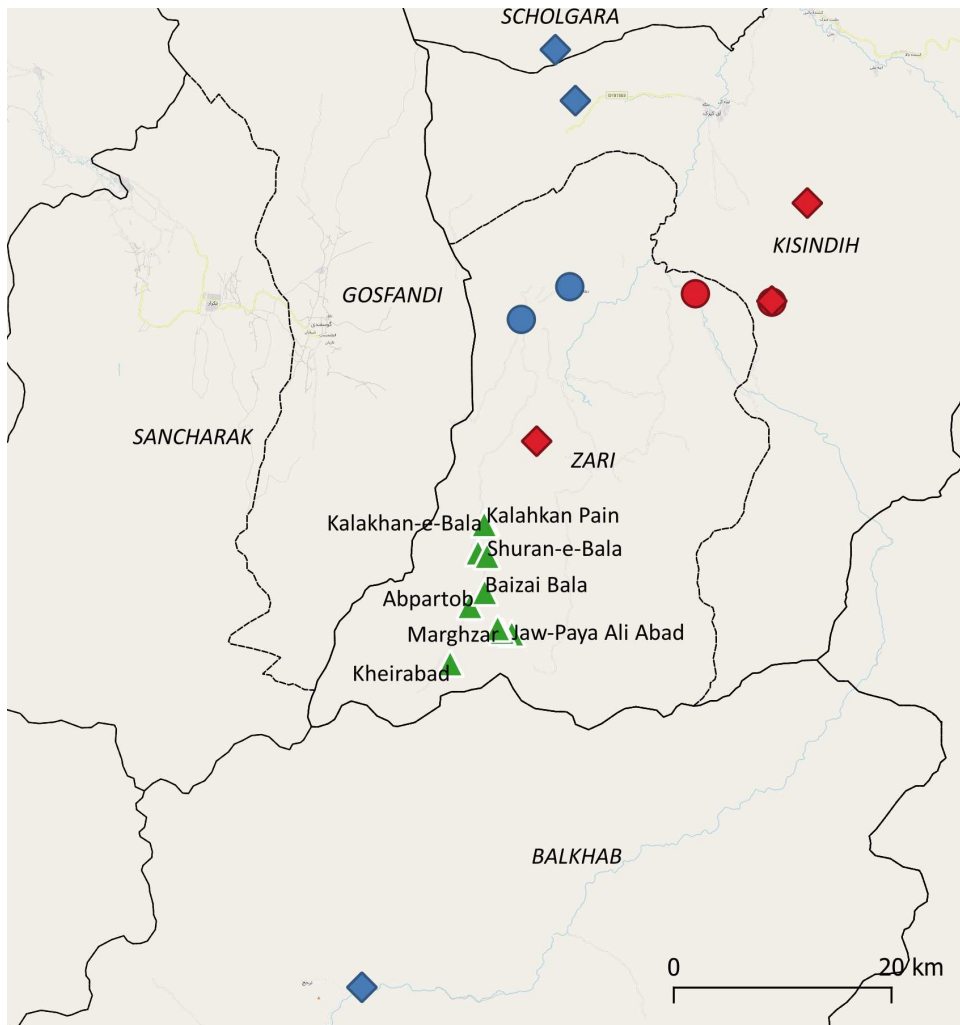 SCHOLGARA
KISINDIH
GOSFANDI
SANCHARAK
ZARI
Kalahkan Pain
Kalakhan-e-Bala
Shuran-e-Bala
Baizai Bala
Abpartob
Jaw-Paya Ali Abad
Marghzar
Kheirabad
BALKHAB
0 20 km